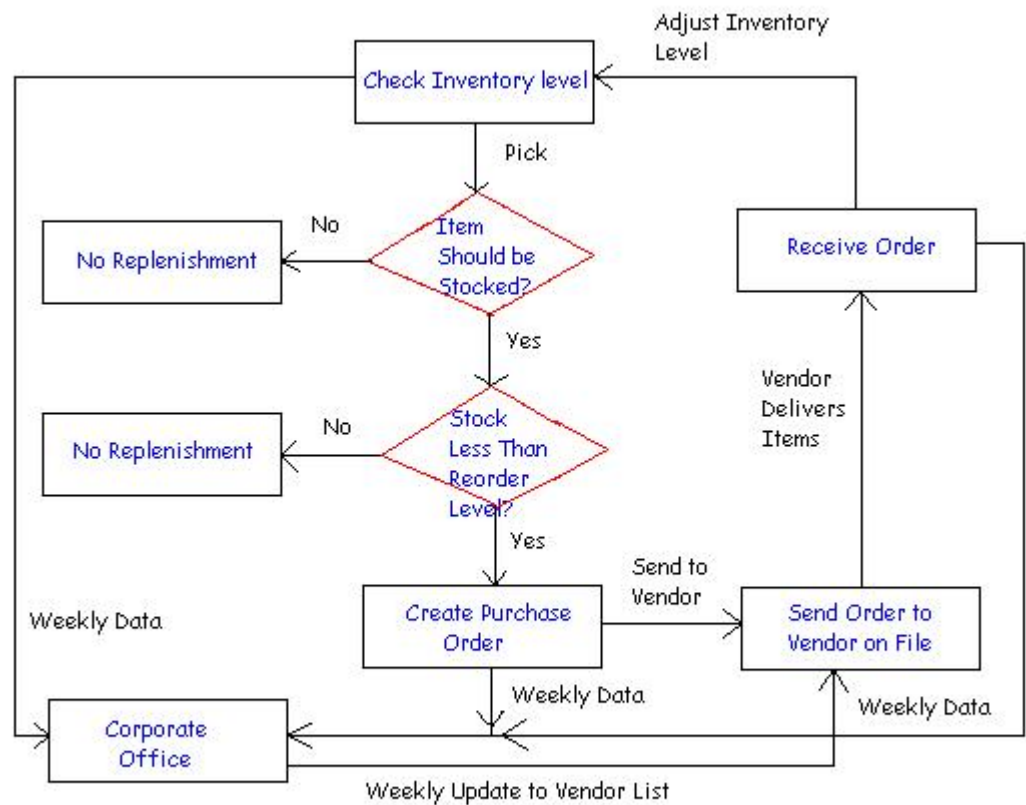 Adjust Inventory
Level
Check Inventory level
Pick
No
Item
Should be
Stocked?
No Replenishment
Receive Order
Yes
Vendor
Delivers
Items
No
Stock
Less Than
Reorder
Level?
No Replenishment
Yes
Send to
Vendor
Create Purchase
Order
Send Order to
Vendor on File
Weekly Data
Weekly Data
Weekly Data
Corporate
Office
Weekly Update to Vendor List